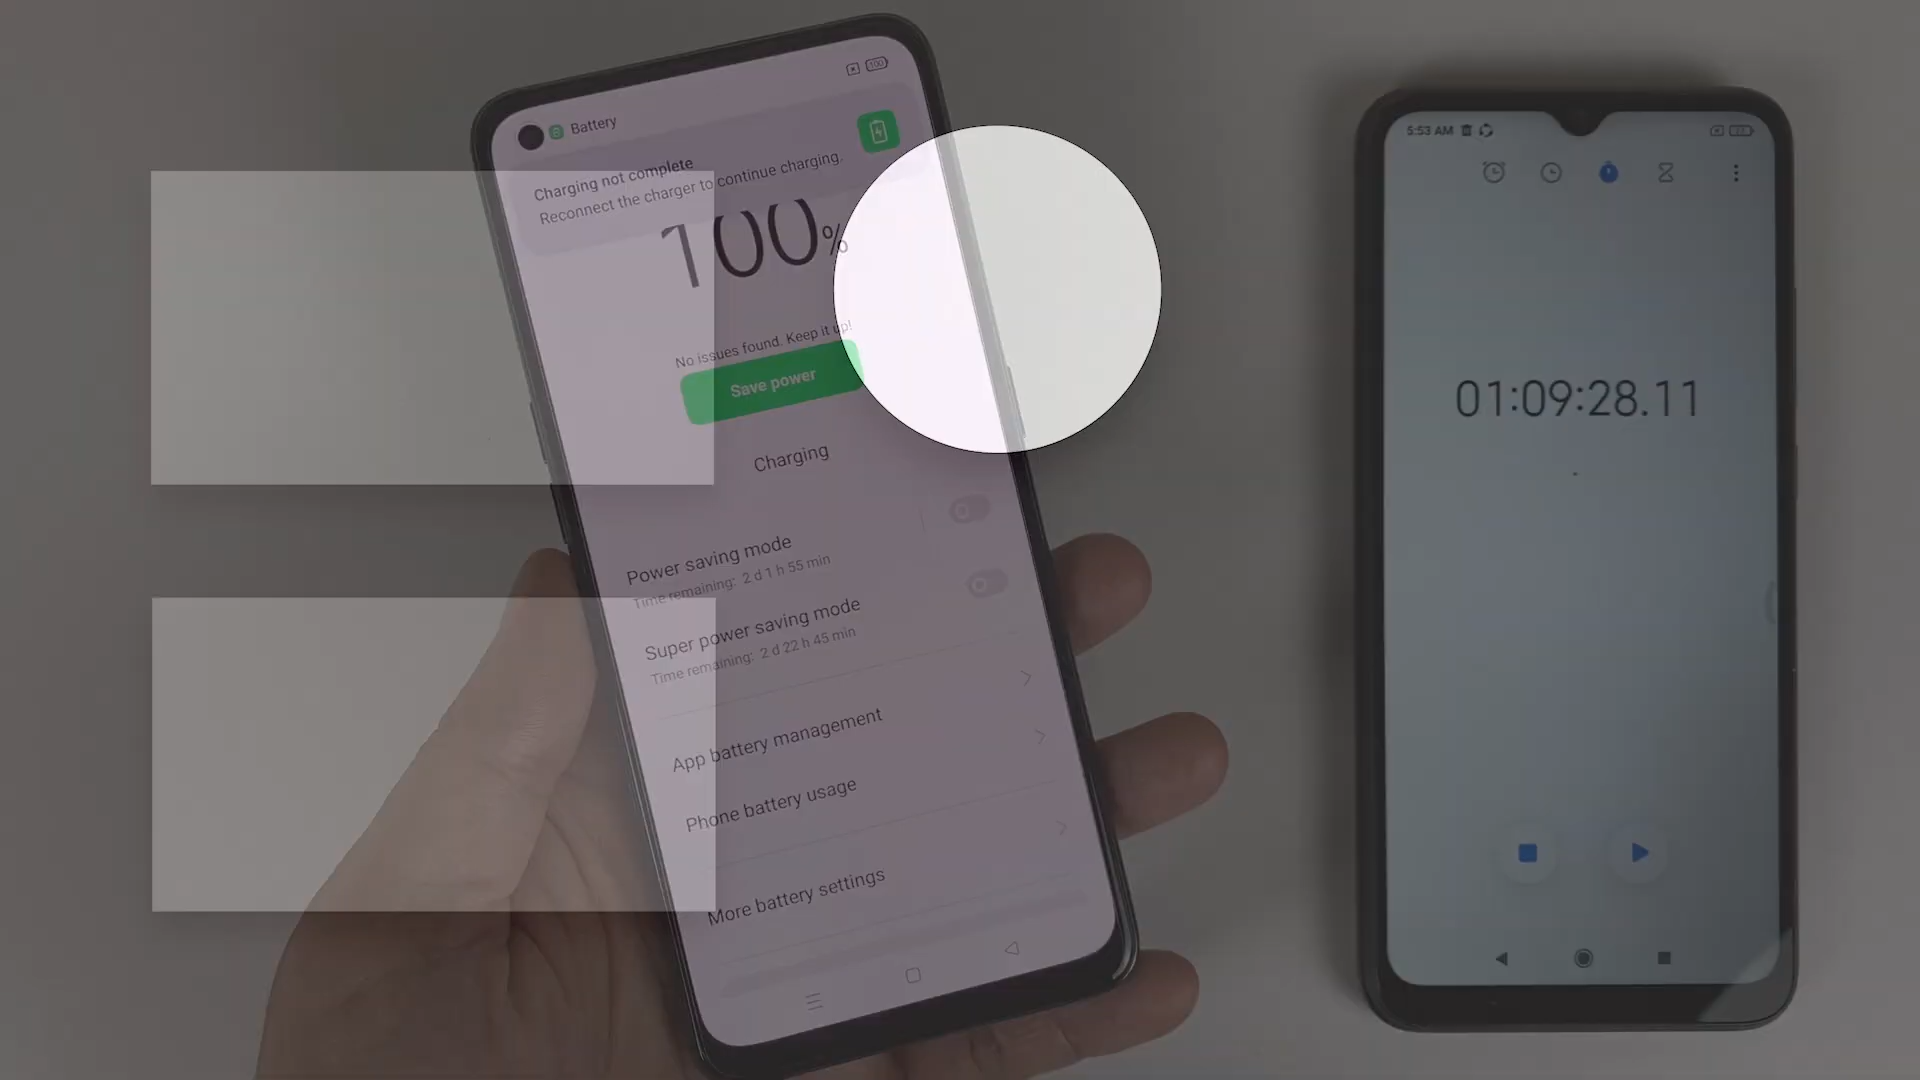 Battery
100
Charging not complete
Reconnect the charger to continue charging.
100%
No issues found. Keep it up!
Save power
Charging
Power saving mode
Time remaining: 2 d 1 h 55 min
Super power saving mode
Time remaining: 2 d 22 h 45 min
App battery management
Phone battery usage
More battery settings
5:53 AM
01:09:28.11